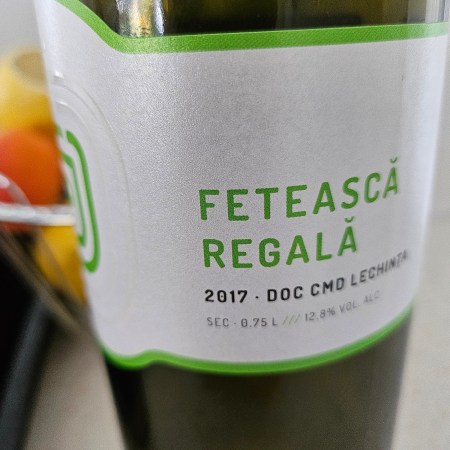 FETEASCĂ
REGALĂ
2017 · DOC CMD LECHINȚA
SEC · 0.75 L /// 12.8% VOL. ALC.